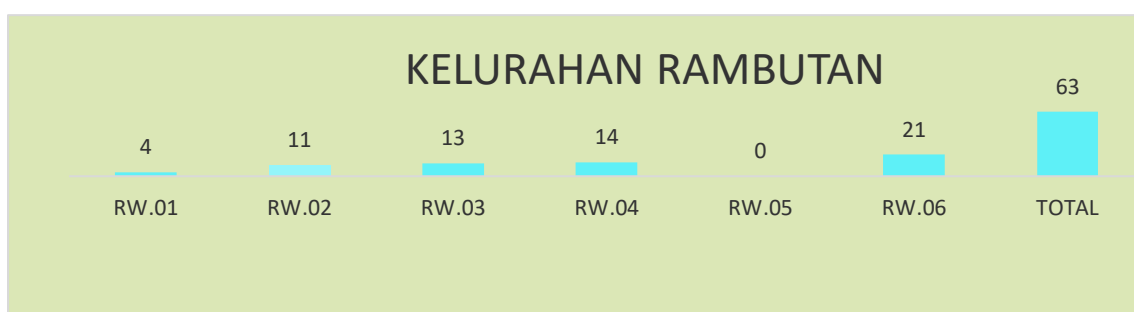 KELURAHAN RAMBUTAN
4 11 13 14 0 21 63
RW.01 RW.02 RW.03 RW.04 RW.05 RW.06 TOTAL